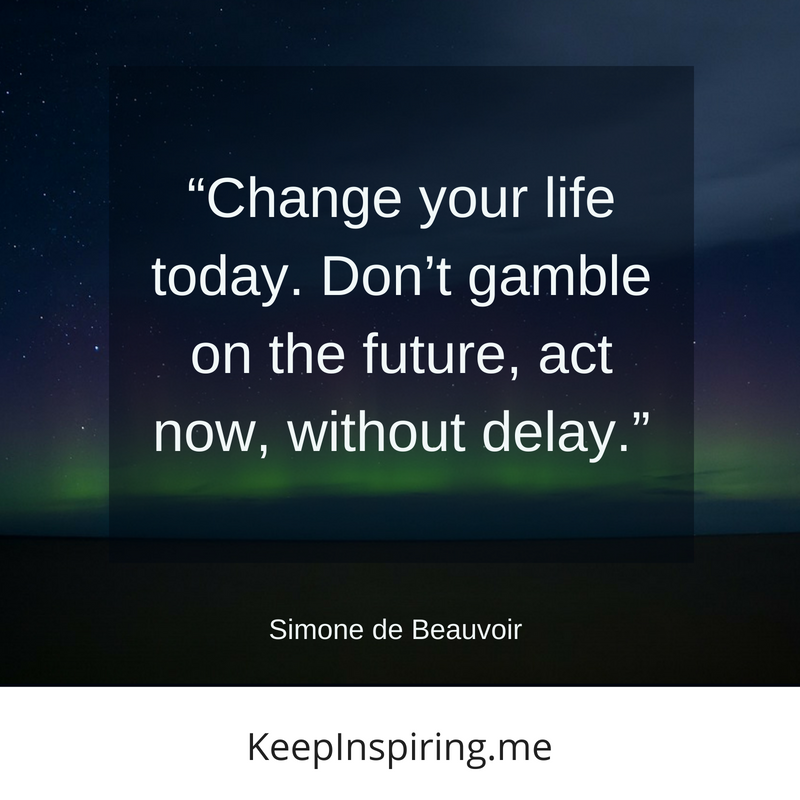 “Change your life
today. Don’t gamble
on the future, act
now, without delay.”
Simone de Beauvoir
KeepInspiring.me